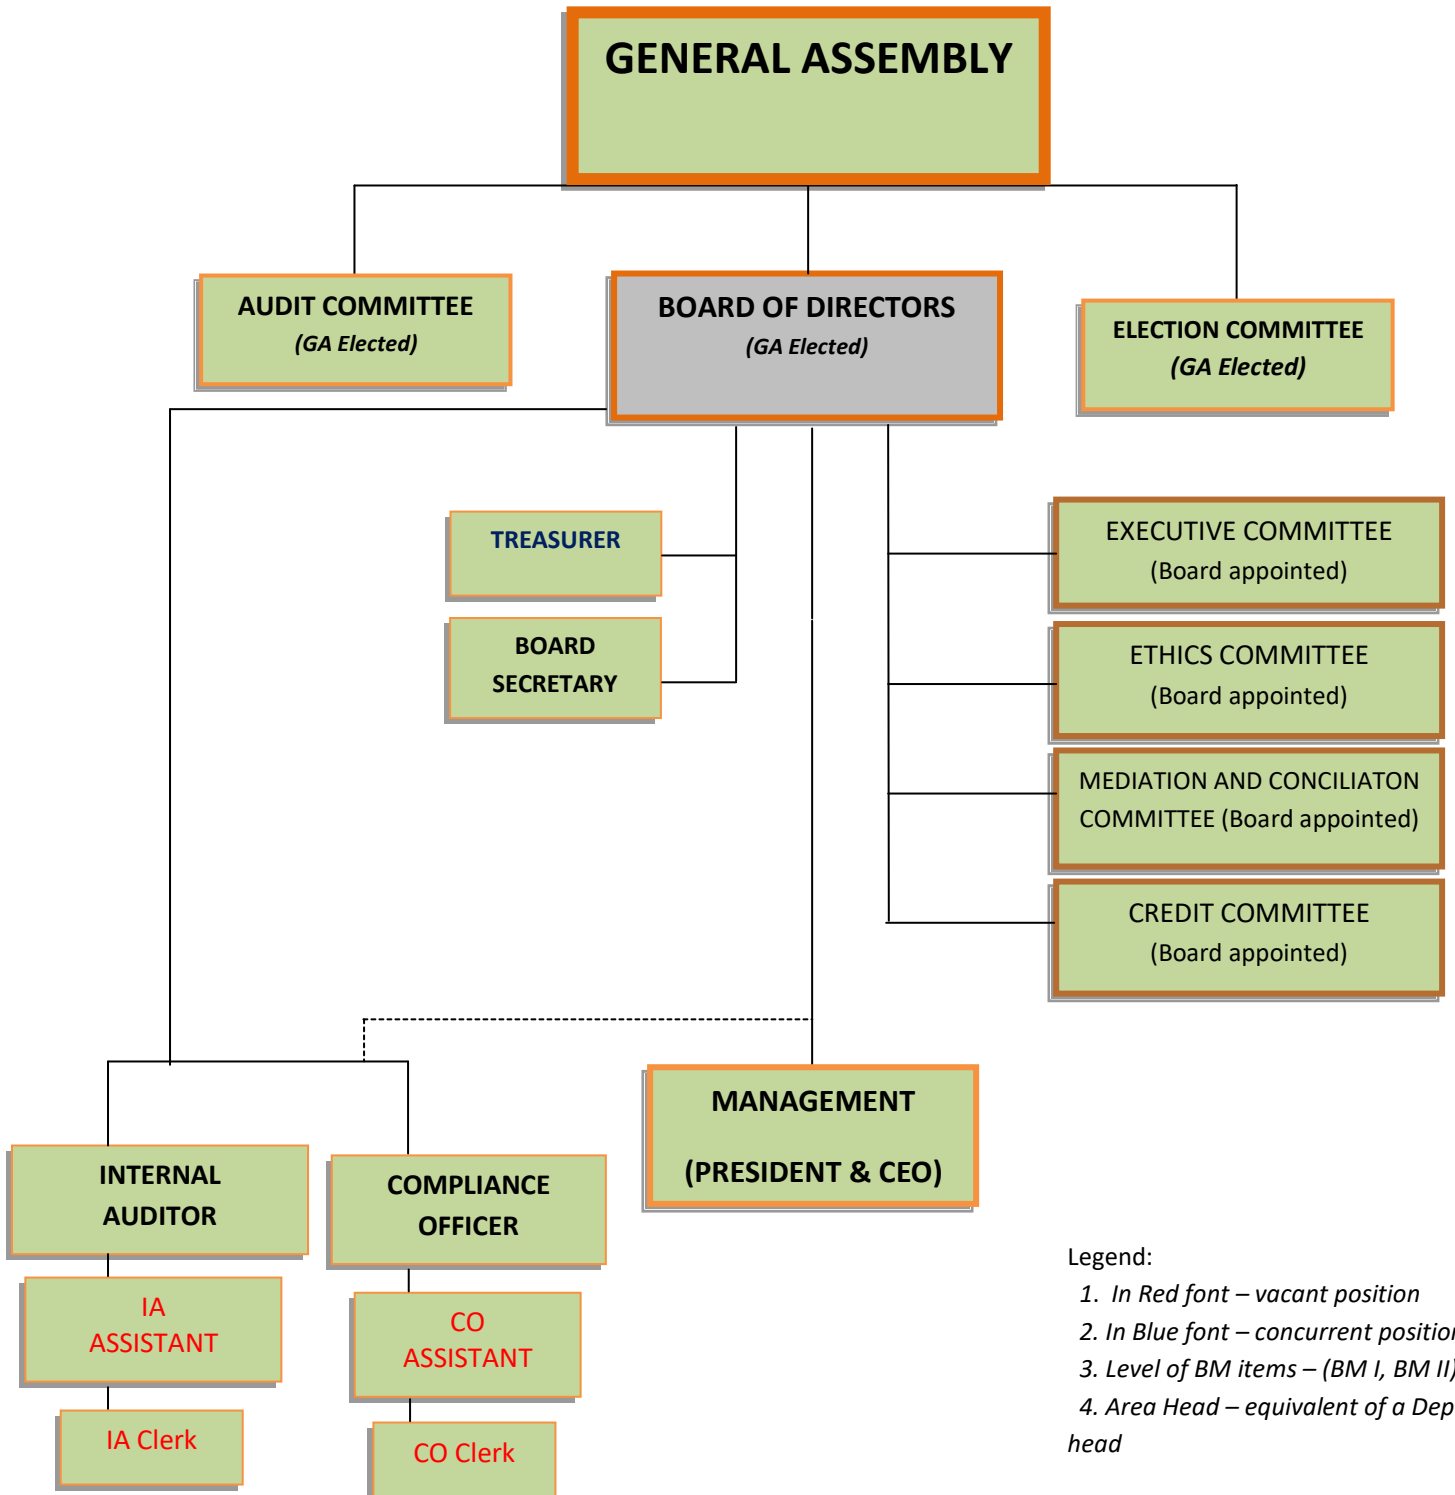 GENERAL ASSEMBLY
AUDIT COMMITTEE
(GA Elected)
BOARD OF DIRECTORS
(GA Elected)
ELECTION COMMITTEE
(GA Elected)
TREASURER
BOARD
SECRETARY
EXECUTIVE COMMITTEE
(Board appointed)
ETHICS COMMITTEE
(Board appointed)
MEDIATION AND CONCILIATON
COMMITTEE (Board appointed)
CREDIT COMMITTEE
(Board appointed)
MANAGEMENT
(PRESIDENT & CEO)
INTERNAL
AUDITOR
COMPLIANCE
OFFICER
IA
ASSISTANT
CO
ASSISTANT
IA Clerk
CO Clerk
Legend:
1. In Red font – vacant position
2. In Blue font – concurrent position
3. Level of BM items – (BM I, BM II)
4. Area Head – equivalent of a Dep
head